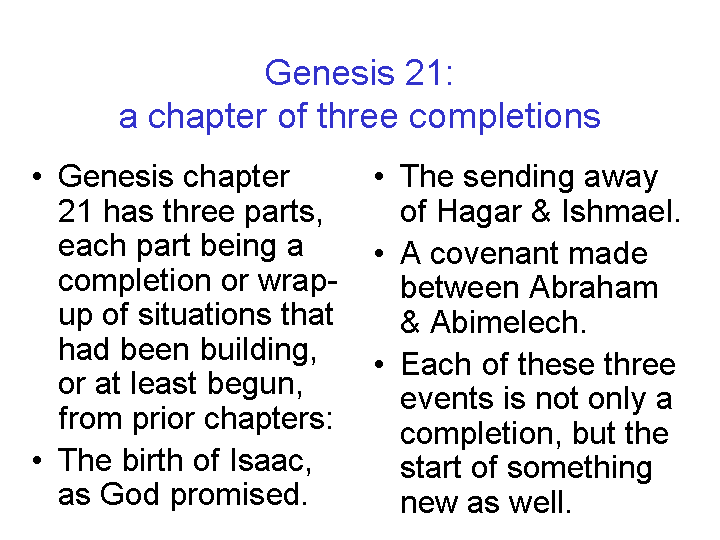 Genesis 21:
a chapter of three completions
• Genesis chapter
21 has three parts,
each part being a
completion or wrap-
up of situations that
had been building,
or at least begun,
from prior chapters:
• The birth of Isaac,
as God promised.
• The sending away
of Hagar & Ishmael.
• A covenant made
between Abraham
& Abimelech.
• Each of these three
events is not only a
completion, but the
start of something
new as well.